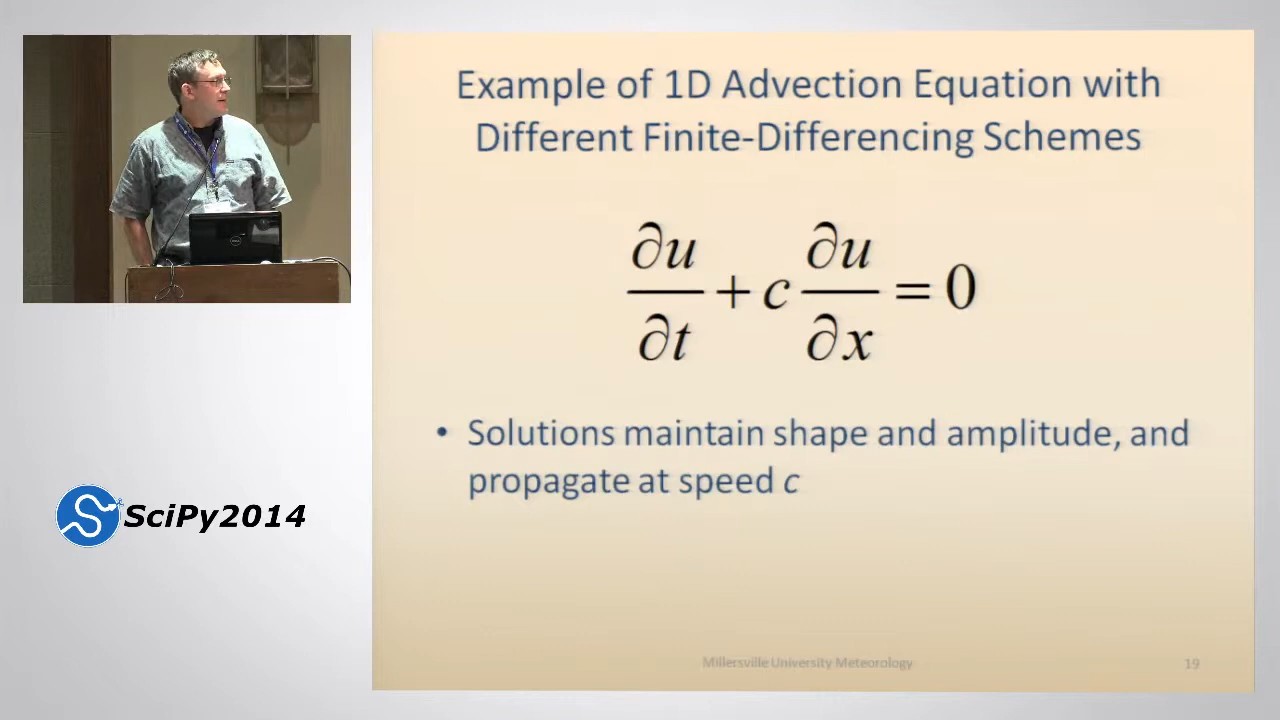 Example of 1D Advection Equation with
Different Finite-Differencing Schemes
∂u/∂t + c ∂u/∂x = 0
• Solutions maintain shape and amplitude, and
propagate at speed c
Millersville University Meteorology
19
SciPy2014